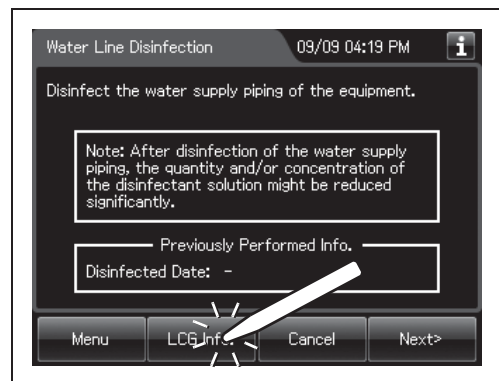 Water Line Disinfection 09/09 04:19 PM i
Disinfect the water supply piping of the equipment.
Note: After disinfection of the water supply
piping, the quantity and/or concentration
of the disinfectant solution might be reduced
significantly.
Previously Performed Info.
Disinfected Date: -
Menu LCG Info. Cancel Next>